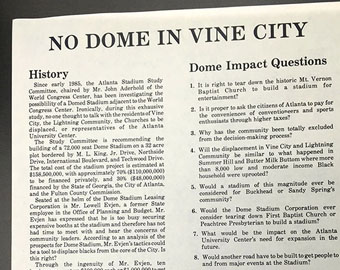 NO DOME IN VINE CITY
History
Since early 1985, the Atlanta Stadium Study
Committee, chaired by Mr. John Aderhold of the
World Congress Center, has been investigating the
possibility of a Domed Stadium adjacent to the World
Congress Center. Ironically, during this exhausive
study, no one thought to talk with the residents of Vine
City, the Lightning Community, the Churches to be
displaced, or representatives of the Atlanta
University Center.
The Study Committee is recommending the
building of a 72,000 seat Dome Stadium on a 32 acre
plot bordered by M. L. King, Jr. Drive, Northside
Drive, International Boulevard, and Techwood Drive.
The total cost of the stadium project is estimated at
$158,500,000, with approximately 70% ($110,000,000)
to be financed privately, and 30% ($48,000,000)
financed by the State of Georgia, the City of Atlanta,
and the Fulton County Commission.
Seated at the helm of the Dome Stadium Leasing
Corporation is Mr. Lowell Evjen, a former State
employee in the Office of Planning and Budget. Mr.
Evjen has expressed that he is too busy securing
expensive booths at the stadium and therefore has not
had time to meet with and hear the concerns of
community leaders. According to an analysis of the
prospects for Dome Stadium, Mr. Evjen's tactics could
be a tool to displace blacks from the core of the City. Is
this right?
Through the ingenuity of Mr. Evjen, ten
Dome Impact Questions
1. Is it right to tear down the historic Mt. Vernon
Baptist Church to build a stadium for
entertainment?
2. Is it proper to ask the citizens of Atlanta to pay for
the conveniences of conventioneers and sports
enthusiasts through higher taxes?
3. Why has the community been totally excluded
from the decision-making process?
4. Will the displacement in Vine City and Lightning
Community be similar to what happened in
Summer Hill and Butter Milk Buttom where more
than 8,000 low and moderate income Black
household were uprooted?
5. Would a stadium of this magnitude ever be
considered for Buckhead or Sandy Spring's
community?
6. Would the Dome Stadium Corporation ever
consider tearing down First Baptist Church or
Peachtree Presbyterian to build a stadium?
7. What would be the impact on the Atlanta
University Center's need for expansion in the
future.
8. Would another road have to be built to get people to
and from major events at the Stadium?